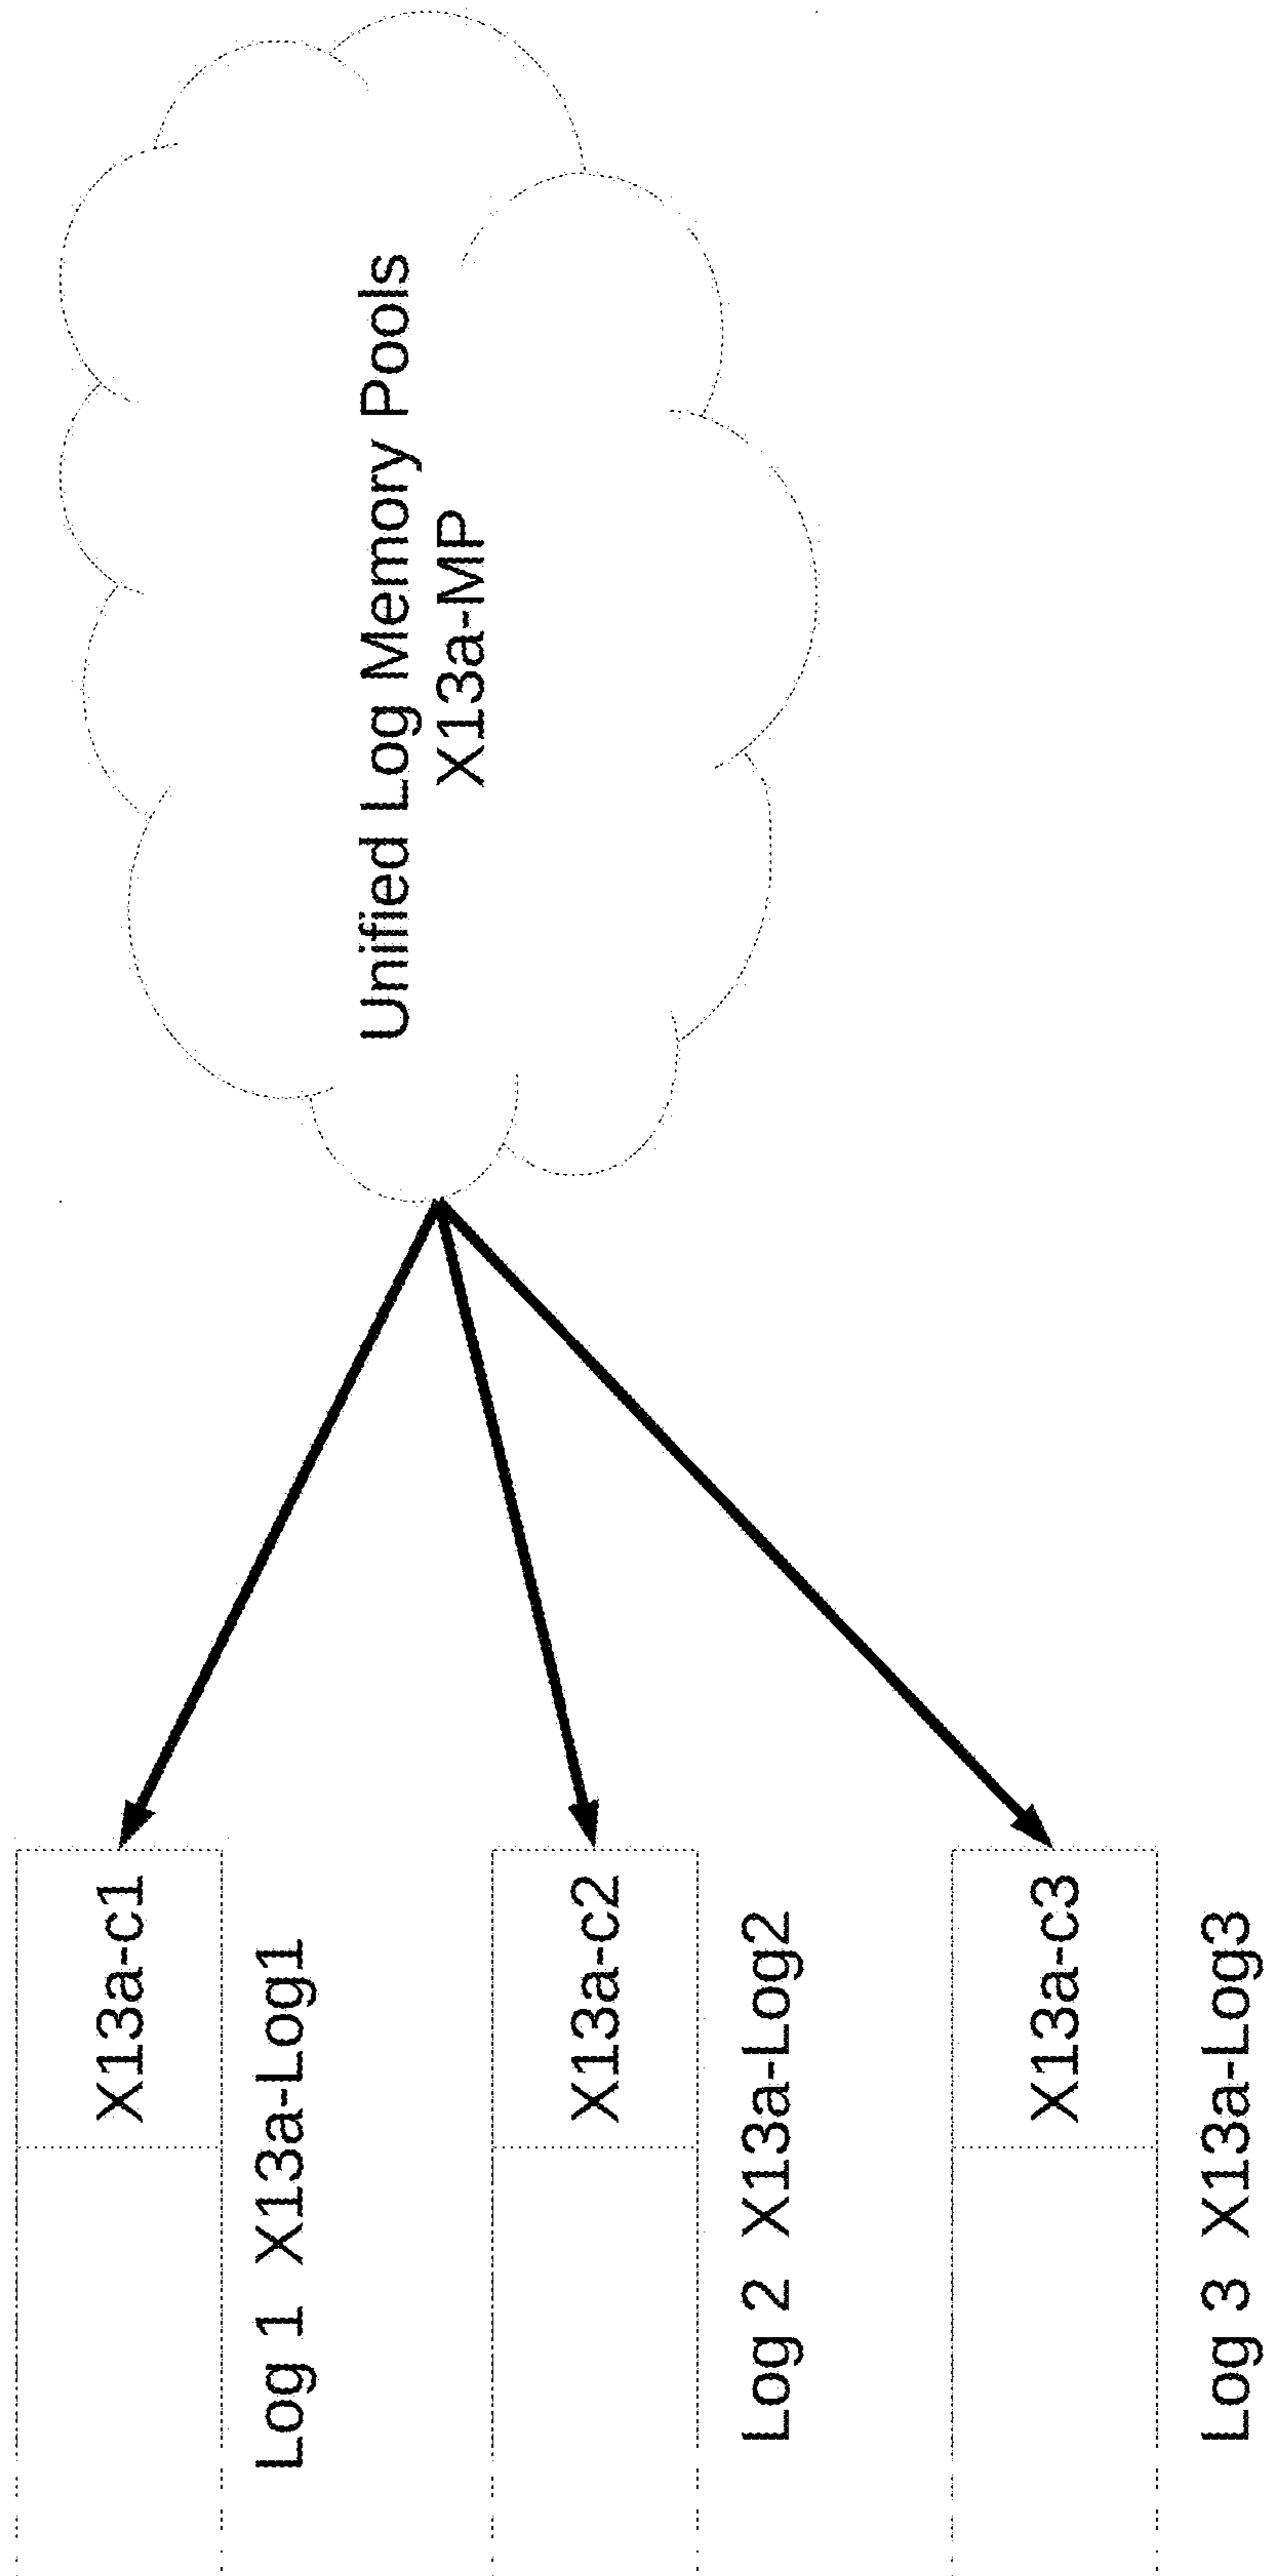 X13a-c1
Log 1 X13a-Log1
Unified Log Memory Pools
X13a-MP
X13a-c2
Log 2 X13a-Log2
X13a-c3
Log 3 X13a-Log3